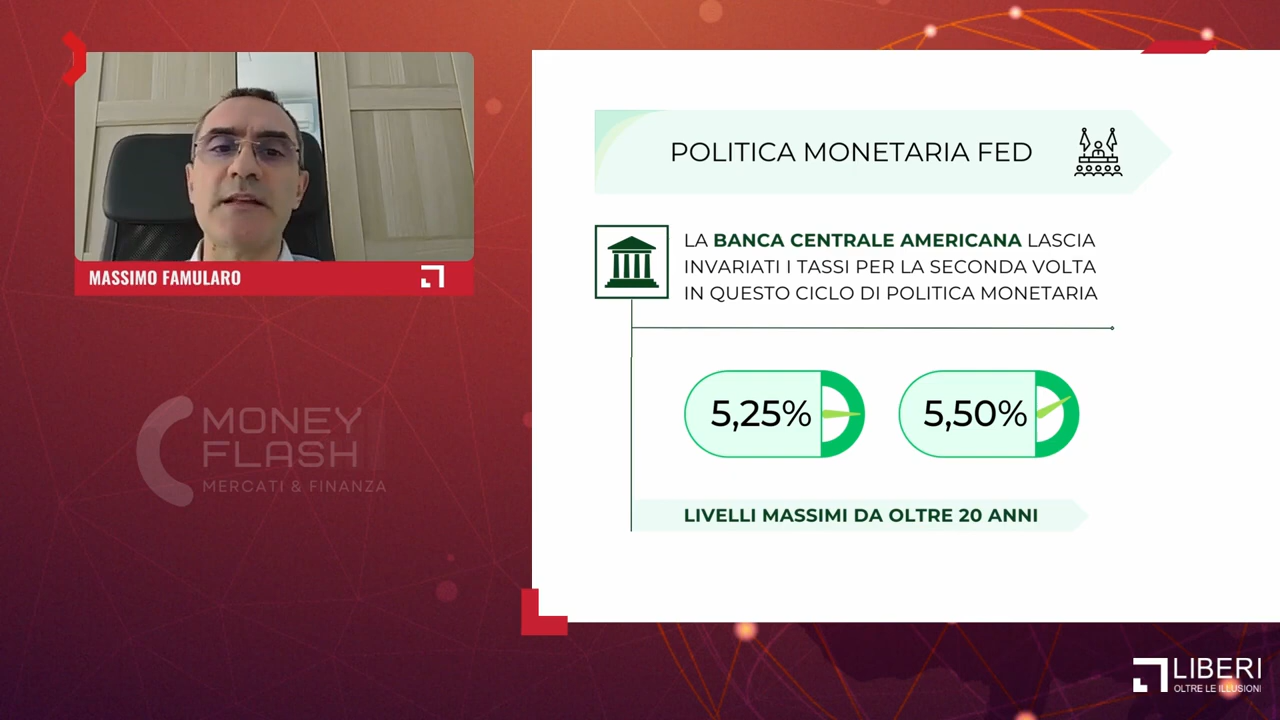 MASSIMO FAMULARO
MONEY
FLASH
MERCATI & FINANZA
POLITICA MONETARIA FED
LA BANCA CENTRALE AMERICANA LASCIA
INVARIATI I TASSI PER LA SECONDA VOLTA
IN QUESTO CICLO DI POLITICA MONETARIA
5,25%
5,50%
LIVELLI MASSIMI DA OLTRE 20 ANNI
LIBERI
OLTRE LE ILLUSIONI